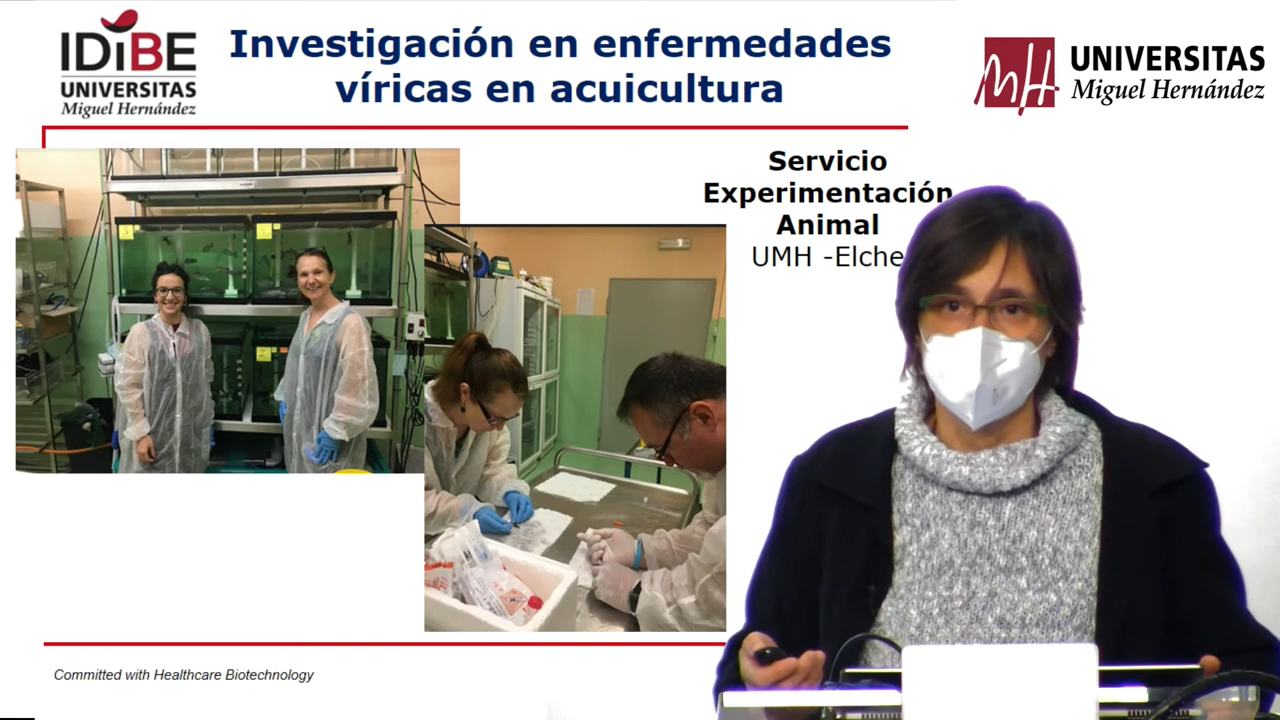 IDiBE
UNIVERSITAS
Miguel Hernández
Investigación en enfermedades
víricas en acuicultura
UNIVERSITAS
Miguel Hernández
Servicio
Experimentación
Animal
UMH -Elche
Committed with Healthcare Biotechnology